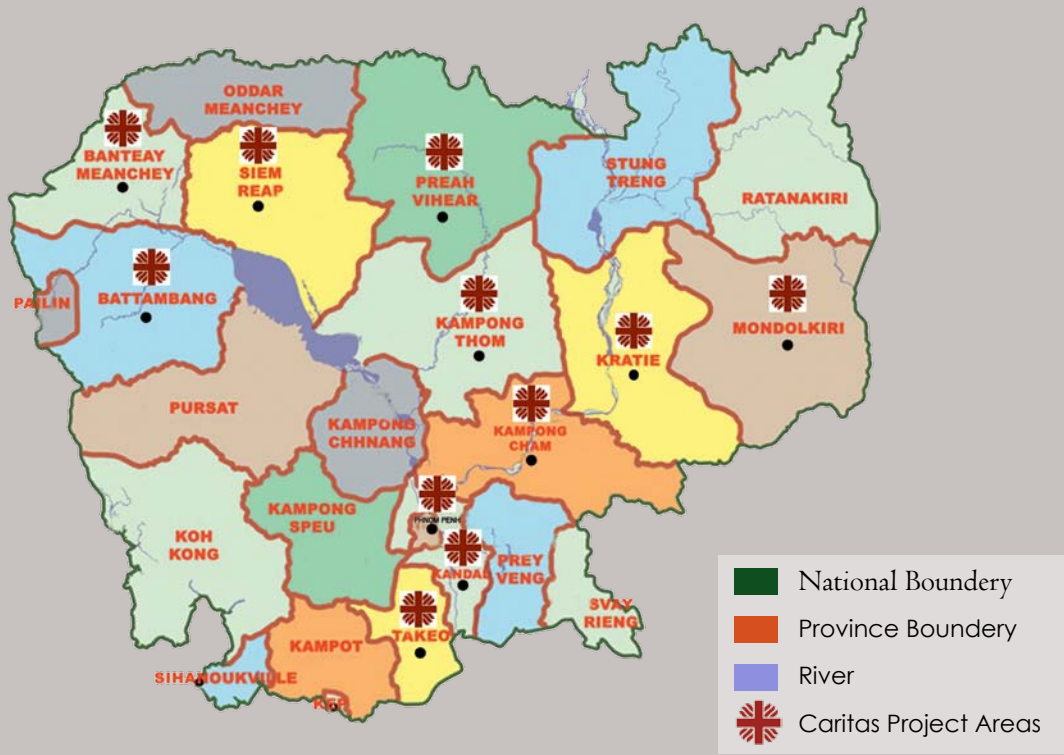 ODDAR
MEANCHEY
BANTEAY
MEANCHEY
SIEM
REAP
PREAH
VIHEAR
STUNG
TRENG
RATANAKIRI
PAILIN
BATTAMBANG
KAMPONG
THOM
KRATIE
MONDOLKIRI
PURSAT
KAMPONG
CHHNANG
KAMPONG
CHAM
KAMPONG
SPEU
KOH
KONG
PHNOM PENH
KANDAL
PREY
VENG
SVAY
RIENG
TAKEO
KAMPOT
SIHANOUKVILLE
KEP
National Boundery
Province Boundery
River
Caritas Project Areas